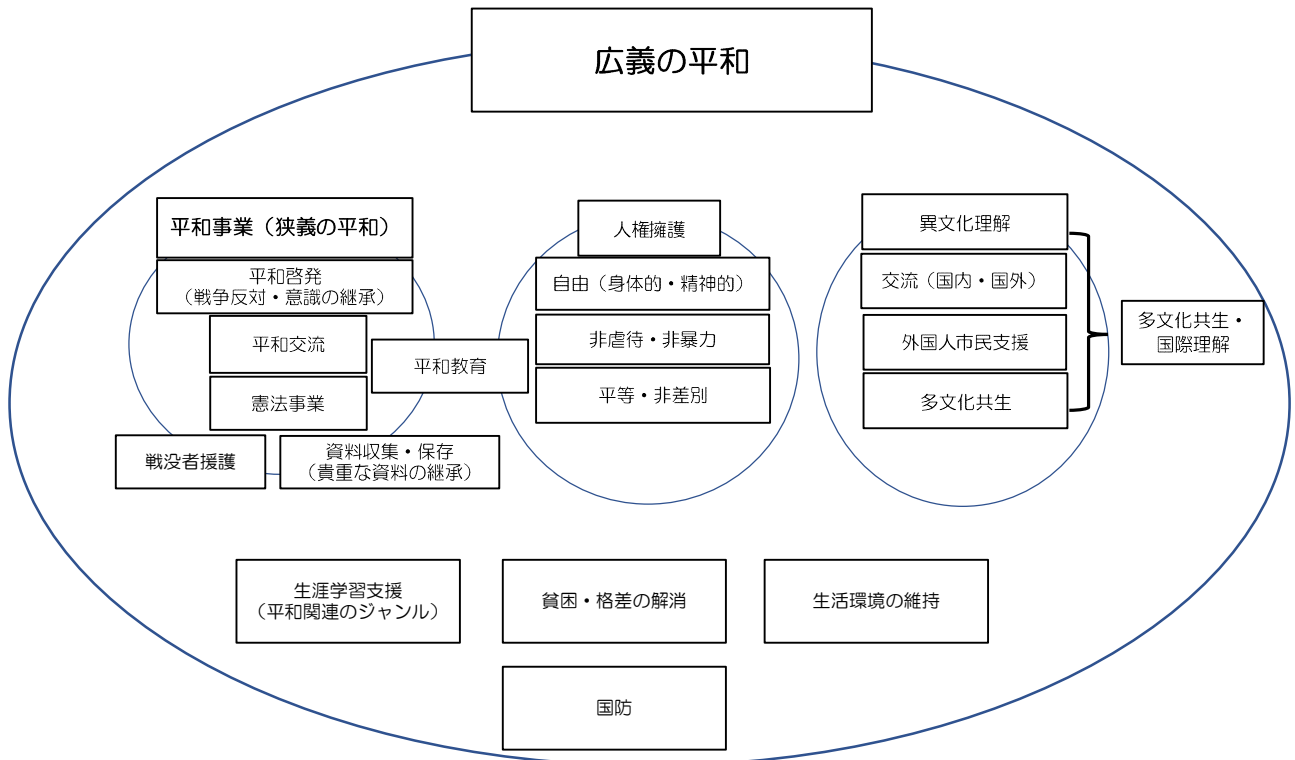 広義の平和
平和事業（狭義の平和）
平和啓発
（戦争反対・意識の継承）
平和交流
憲法事業
平和教育
戦没者援護
資料収集・保存
（貴重な資料の継承）
人権擁護
自由（身体的・精神的）
非虐待・非暴力
平等・非差別
異文化理解
交流（国内・国外）
外国人市民支援
多文化共生
多文化共生・
国際理解
生涯学習支援
（平和関連のジャンル）
貧困・格差の解消
生活環境の維持
国防